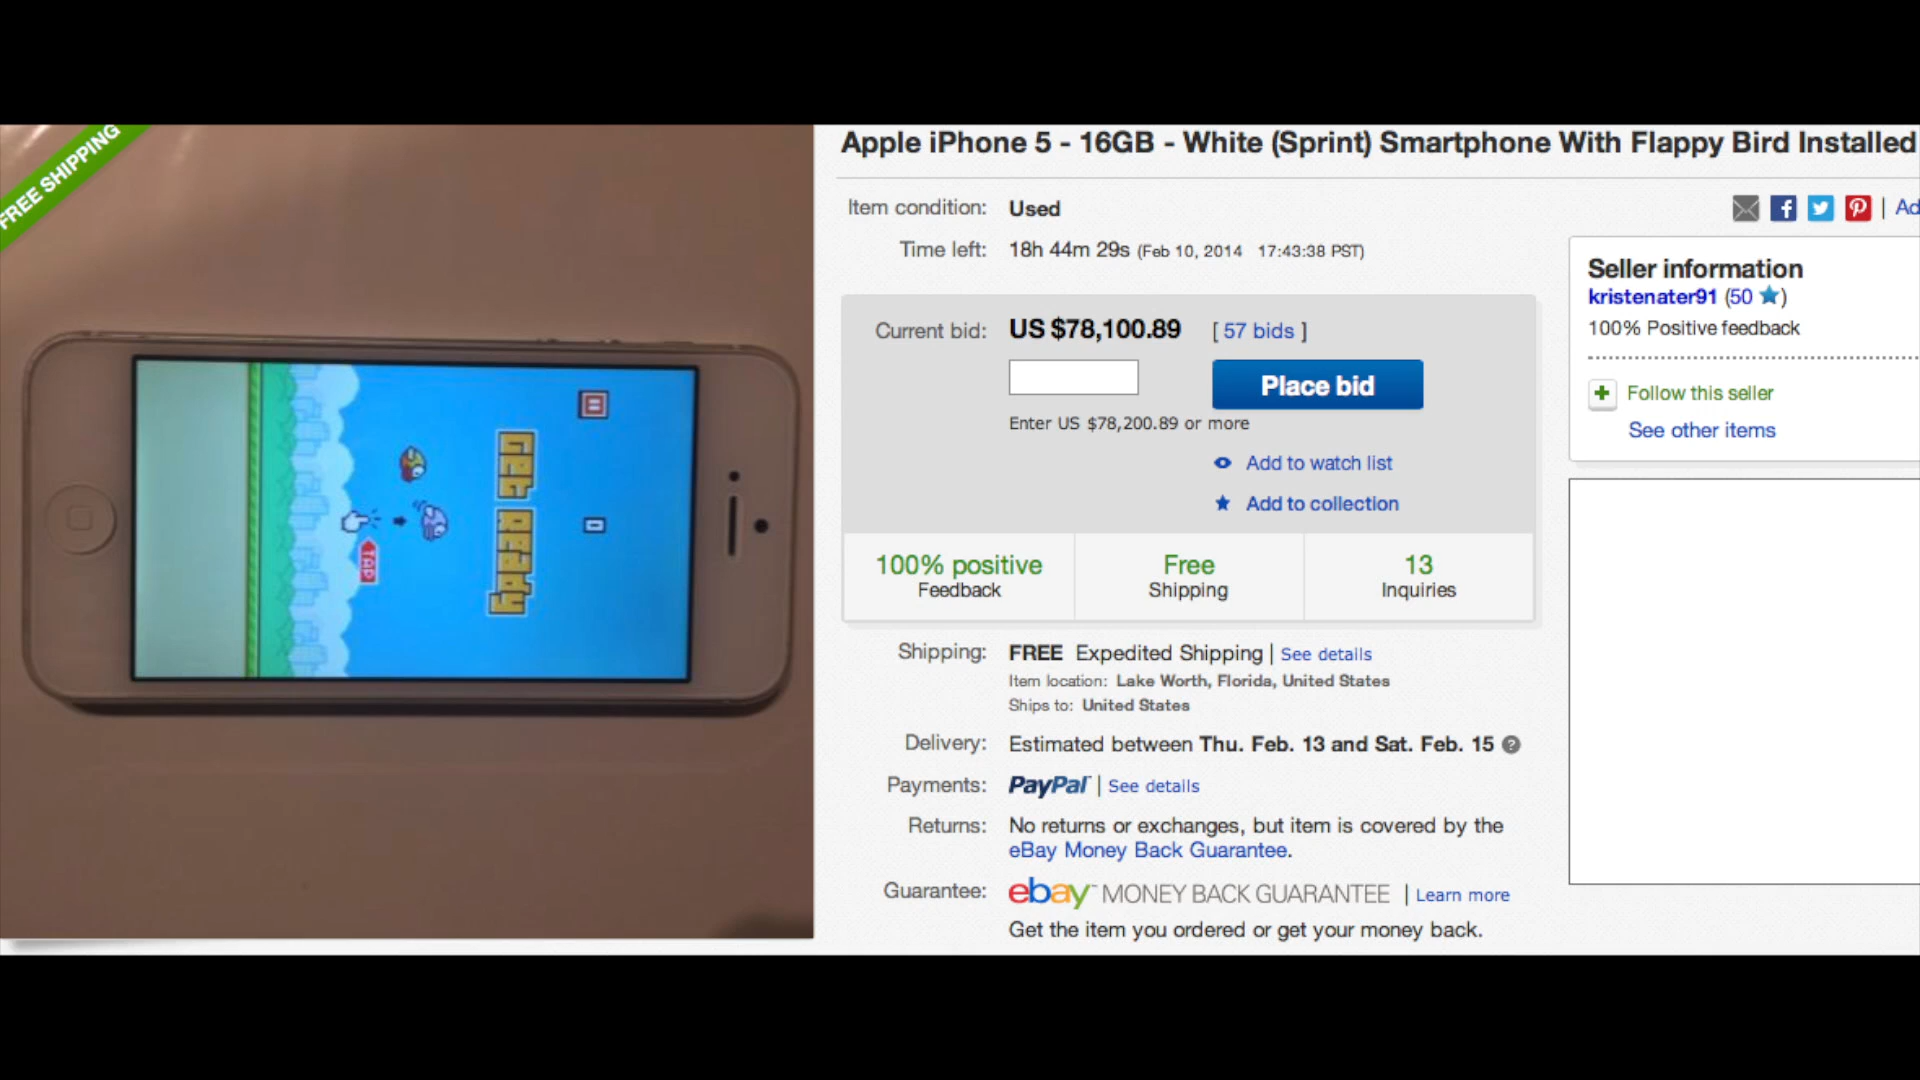 FREE SHIPPING
Get Ready
TAP
0
Apple iPhone 5 - 16GB - White (Sprint) Smartphone With Flappy Bird Installed
Item condition: Used
| Ad
Time left: 18h 44m 29s (Feb 10, 2014 17:43:38 PST)
Current bid: US $78,100.89 [ 57 bids ]
Place bid
Enter US $78,200.89 or more
Add to watch list
Add to collection
100% positive
Feedback
Free
Shipping
13
Inquiries
Shipping: FREE Expedited Shipping | See details
Item location: Lake Worth, Florida, United States
Ships to: United States
Delivery: Estimated between Thu. Feb. 13 and Sat. Feb. 15
Payments: PayPal | See details
Returns: No returns or exchanges, but item is covered by the
eBay Money Back Guarantee.
Guarantee: ebay™ MONEY BACK GUARANTEE | Learn more
Get the item you ordered or get your money back.
Seller information
kristenater91 (50 ★)
100% Positive feedback
Follow this seller
See other items